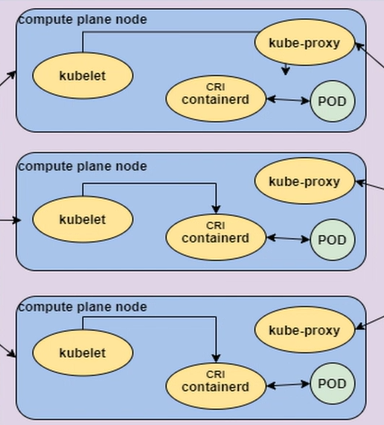 compute plane node
kube-proxy
kubelet
CRI
containerd
POD
compute plane node
kube-proxy
kubelet
CRI
containerd
POD
compute plane node
kube-proxy
kubelet
CRI
containerd
POD